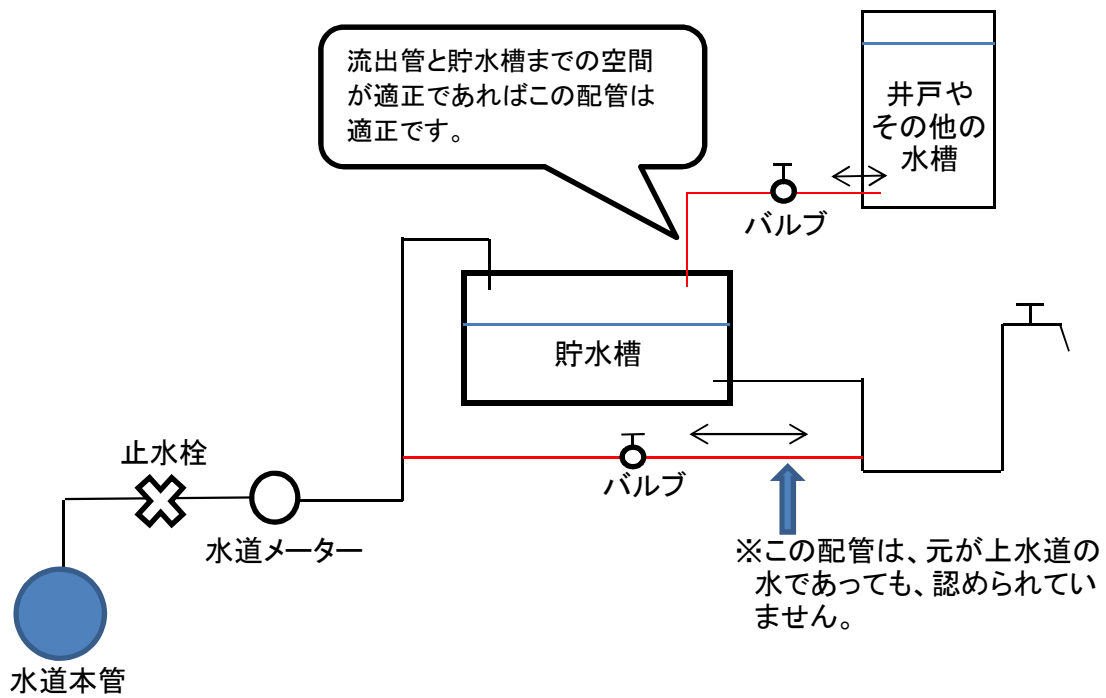 流出管と貯水槽までの空間
が適正であればこの配管は
適正です。
井戸や
その他の
水槽
バルブ
貯水槽
止水栓
バルブ
水道メーター
※この配管は、元が上水道の
水であっても、認められてい
ません。
水道本管